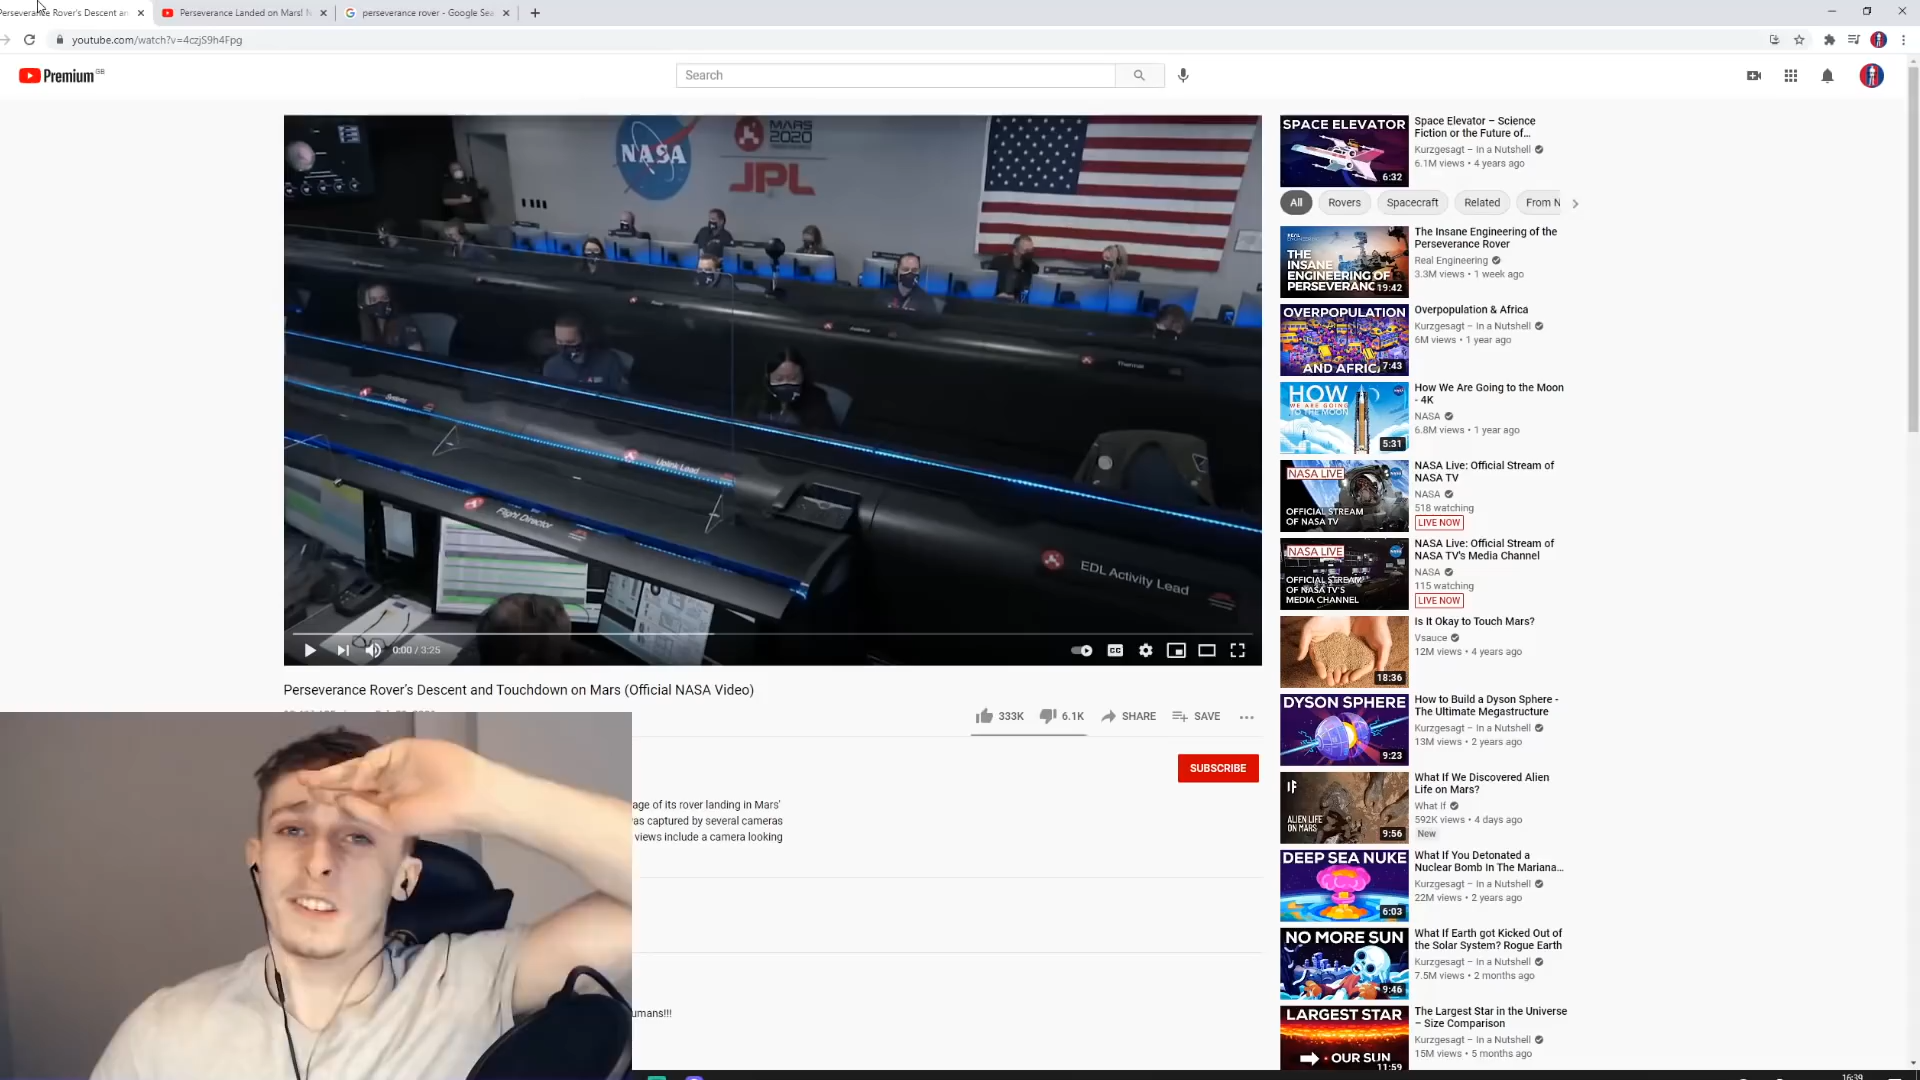 Perseverance Rover's Descent an
Perseverance Landed on Mars!
perseverance rover - Google Sea
youtube.com/watch?v=4czjS9h4Fpg
Premium GB
Search
NASA
MARS
2020
JPL
Thermal
Systems
Uplink Lead
Flight Director
EDL Activity Lead
0:00 / 3:25
CC
Perseverance Rover's Descent and Touchdown on Mars (Official NASA Video)
333K
6.1K
SHARE
SAVE
SUBSCRIBE
age of its rover landing in Mars'
as captured by several cameras
views include a camera looking
umans!!!
SPACE ELEVATOR
6:32
Space Elevator – Science
Fiction or the Future of...
Kurzgesagt – In a Nutshell
6.1M views • 4 years ago
All
Rovers
Spacecraft
Related
From N
REAL
ENGINEERING
THE
INSANE
ENGINEERING OF
PERSEVERANC
19:42
The Insane Engineering of the
Perseverance Rover
Real Engineering
3.3M views • 1 week ago
OVERPOPULATION
AND AFRIC
7:43
Overpopulation & Africa
Kurzgesagt – In a Nutshell
6M views • 1 year ago
HOW
WE ARE GOING
TO THE MOON
5:31
How We Are Going to the Moon
- 4K
NASA
6.8M views • 1 year ago
NASA LIVE
OFFICIAL STREAM
OF NASA TV
NASA Live: Official Stream of
NASA TV
NASA
518 watching
LIVE NOW
NASA LIVE
OFFICIAL STREAM
OF NASA TV'S
MEDIA CHANNEL
NASA Live: Official Stream of
NASA TV's Media Channel
NASA
115 watching
LIVE NOW
18:36
Is It Okay to Touch Mars?
Vsauce
12M views • 4 years ago
DYSON SPHERE
9:23
How to Build a Dyson Sphere -
The Ultimate Megastructure
Kurzgesagt – In a Nutshell
13M views • 2 years ago
ALIEN LIFE
ON MARS
9:56
What If We Discovered Alien
Life on Mars?
What If
592K views • 4 days ago
New
DEEP SEA NUKE
6:03
What If You Detonated a
Nuclear Bomb In The Mariana...
Kurzgesagt – In a Nutshell
22M views • 2 years ago
NO MORE SUN
9:46
What If Earth got Kicked Out of
the Solar System? Rogue Earth
Kurzgesagt – In a Nutshell
7.5M views • 2 months ago
LARGEST STAR
OUR SUN
11:59
The Largest Star in the Universe
– Size Comparison
Kurzgesagt – In a Nutshell
15M views • 5 months ago
16:39